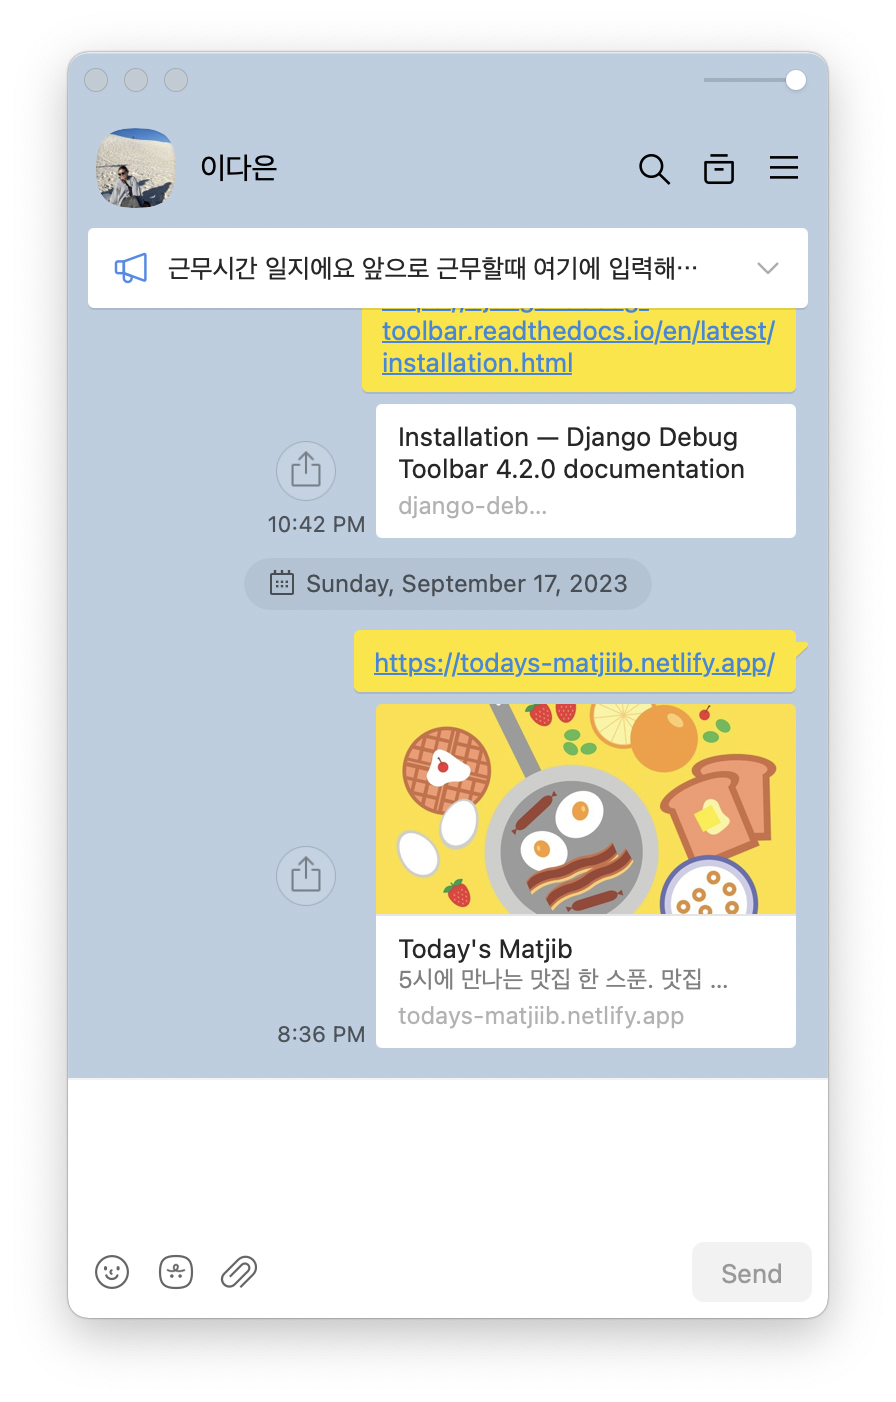 이다은
근무시간 일지에요 앞으로 근무할때 여기에 입력해…
toolbar.readthedocs.io/en/latest/
installation.html
Installation — Django Debug
Toolbar 4.2.0 documentation
django-deb...
10:42 PM
Sunday, September 17, 2023
https://todays-matjiib.netlify.app/
Today's Matjib
5시에 만나는 맛집 한 스푼. 맛집 ...
todays-matjiib.netlify.app
8:36 PM
Send